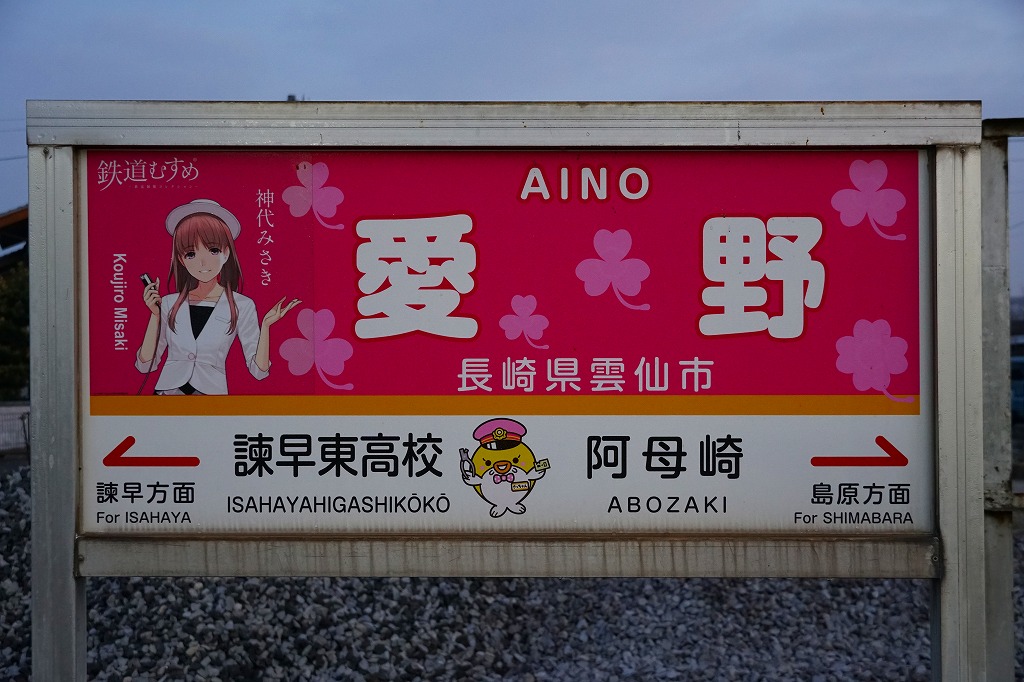 鉄道むすめ
神代みさき
Koujiro Misaki
AINO
愛野
長崎県雲仙市
諫早東高校
ISAHAYAHIGASHIKŌKŌ
阿母崎
ABOZAKI
諫早方面
For ISAHAYA
島原方面
For SHIMABARA